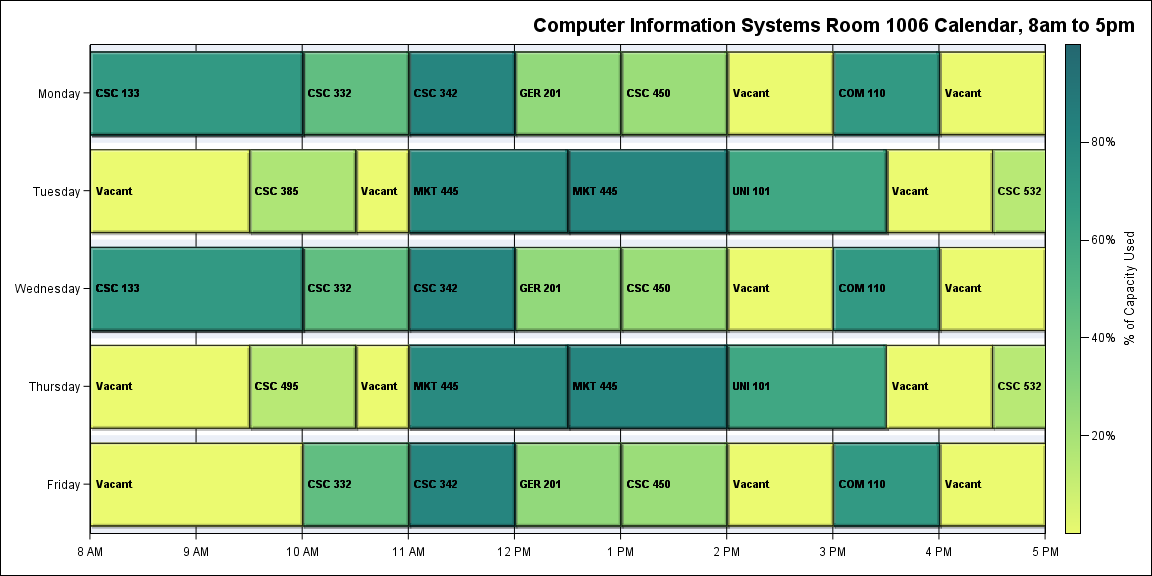 Computer Information Systems Room 1006 Calendar, 8am to 5pm
Monday
CSC 133
CSC 332
CSC 342
GER 201
CSC 450
Vacant
COM 110
Vacant
Tuesday
Vacant
CSC 385
Vacant
MKT 445
MKT 445
UNI 101
Vacant
CSC 532
Wednesday
CSC 133
CSC 332
CSC 342
GER 201
CSC 450
Vacant
COM 110
Vacant
Thursday
Vacant
CSC 495
Vacant
MKT 445
MKT 445
UNI 101
Vacant
CSC 532
Friday
Vacant
CSC 332
CSC 342
GER 201
CSC 450
Vacant
COM 110
Vacant
8 AM
9 AM
10 AM
11 AM
12 PM
1 PM
2 PM
3 PM
4 PM
5 PM
80%
60%
40%
20%
% of Capacity Used